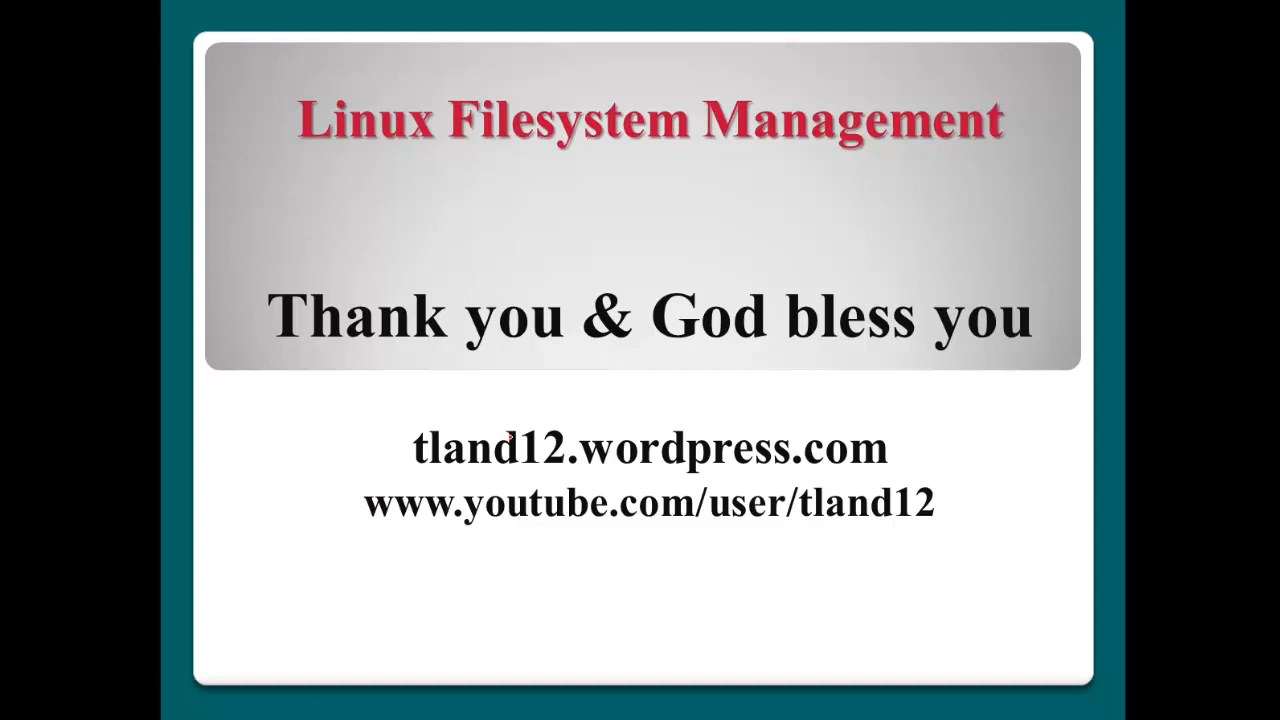 Linux Filesystem Management
Thank you & God bless you
tland12.wordpress.com
www.youtube.com/user/tland12